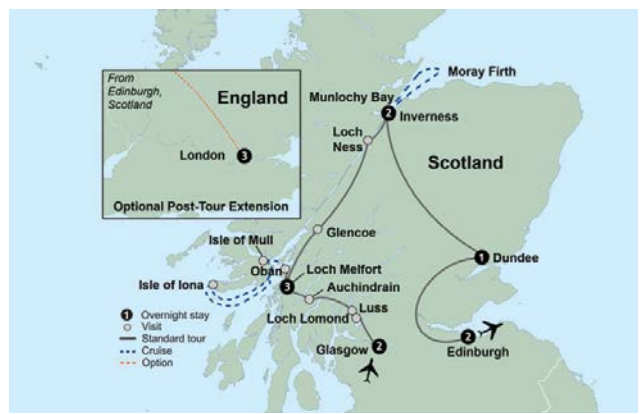 From
Edinburgh,
Scotland
England
London
3
Optional Post-Tour Extension
Moray Firth
Munlochy Bay
2
Inverness
Loch
Ness
Scotland
Glencoe
Isle of Mull
Oban
Loch Melfort
3
Isle of Iona
Auchindrain
Luss
Loch Lomond
Glasgow
2
1
Dundee
2
Edinburgh
1 Overnight stay
Visit
Standard tour
Cruise
Option